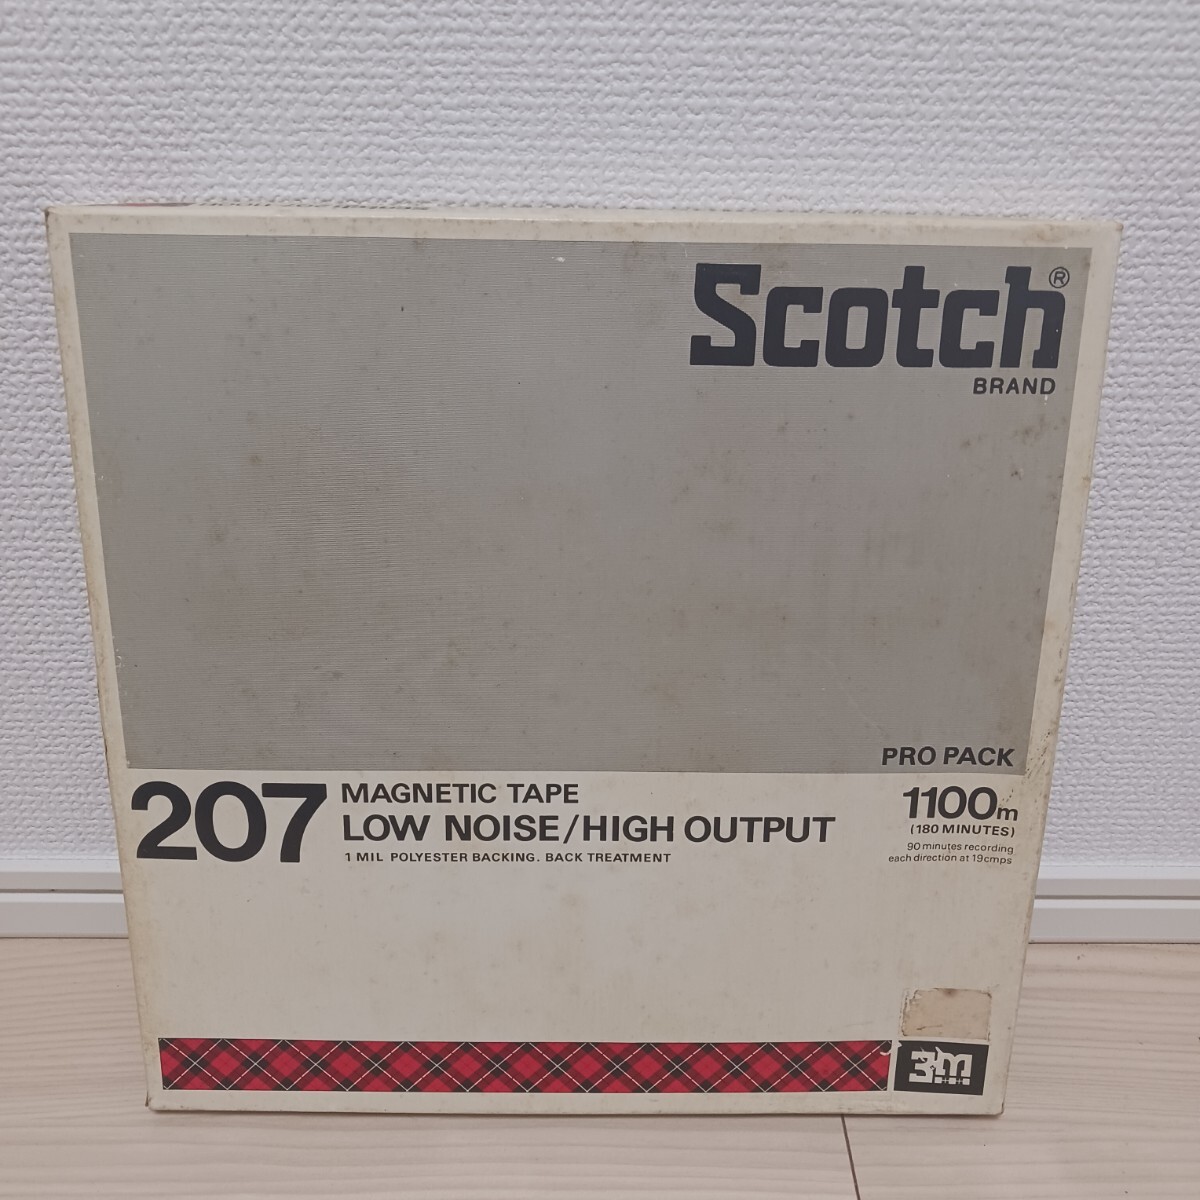 Scotch®
BRAND
PRO PACK
207
MAGNETIC TAPE
LOW NOISE/HIGH OUTPUT
1 MIL POLYESTER BACKING. BACK TREATMENT
1100m
(180 MINUTES)
90 minutes recording
each direction at 19cmps
3m